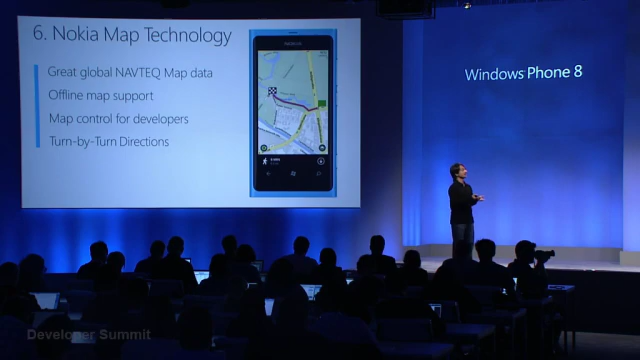 6. Nokia Map Technology
Great global NAVTEQ Map data
Offline map support
Map control for developers
Turn-by-Turn Directions
NOKIA
Windows Phone 8
Developer Summit